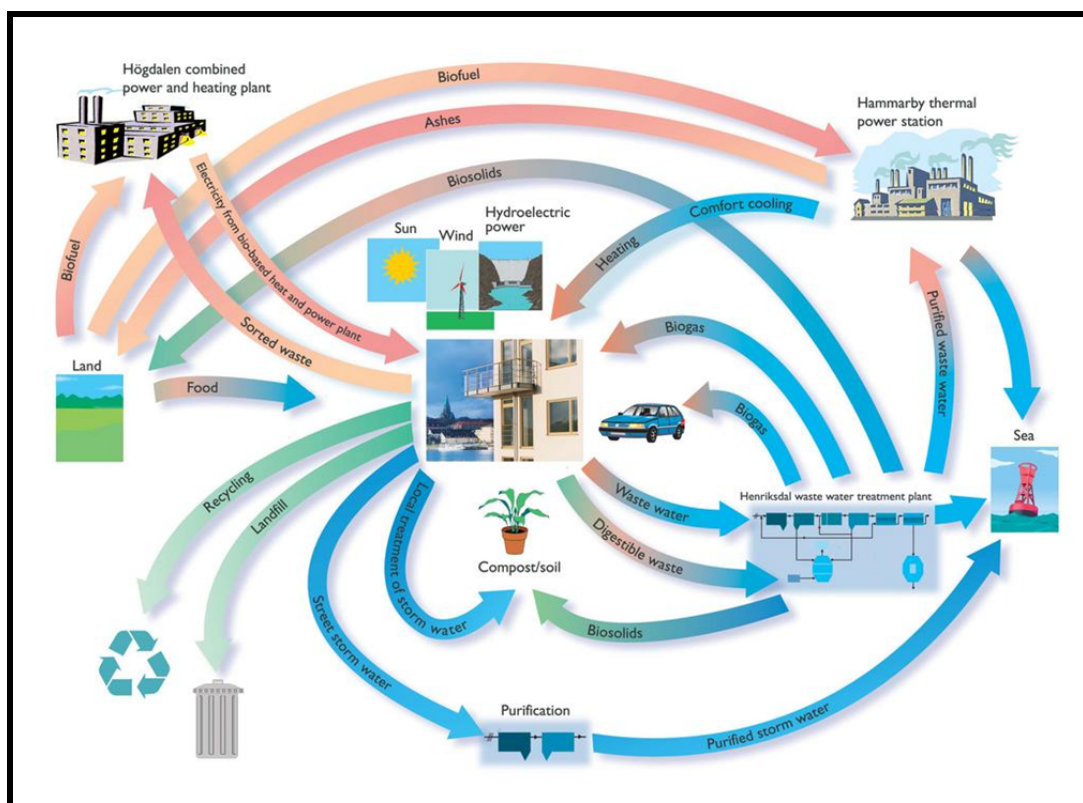 Högdalen combined
power and heating plant
Biofuel
Hammarby thermal
power station
Ashes
Biosolids
Electricity from bio-based heat and power plant
Comfort cooling
Hydroelectric
power
Sun
Wind
Heating
Biofuel
Sorted waste
Biogas
Purified waste water
Land
Food
Biogas
Sea
Recycling
Landfill
Waste water
Henriksdal waste water treatment plant
Local treatment
of storm water
Digestible waste
Compost/soil
Biosolids
Street storm water
Purification
Purified storm water